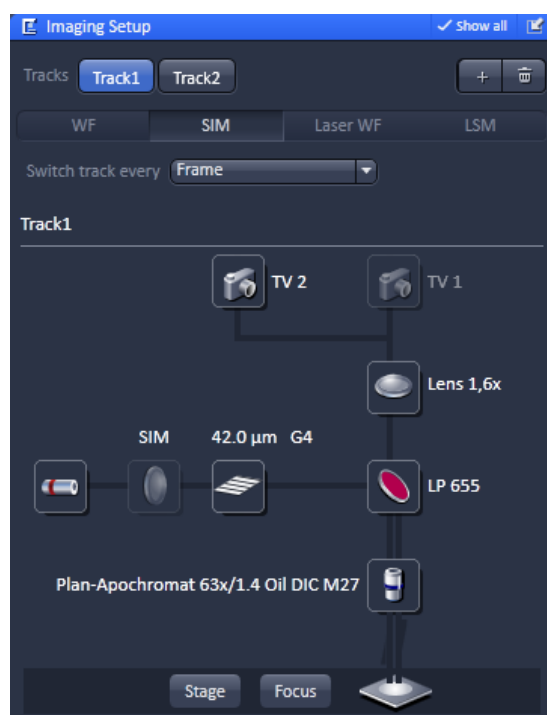 Imaging Setup Show all
Tracks Track1 Track2 +
WF SIM Laser WF LSM
Switch track every Frame
Track1
TV 2 TV 1
Lens 1,6x
SIM 42.0 μm G4
LP 655
Plan-Apochromat 63x/1.4 Oil DIC M27
Stage Focus